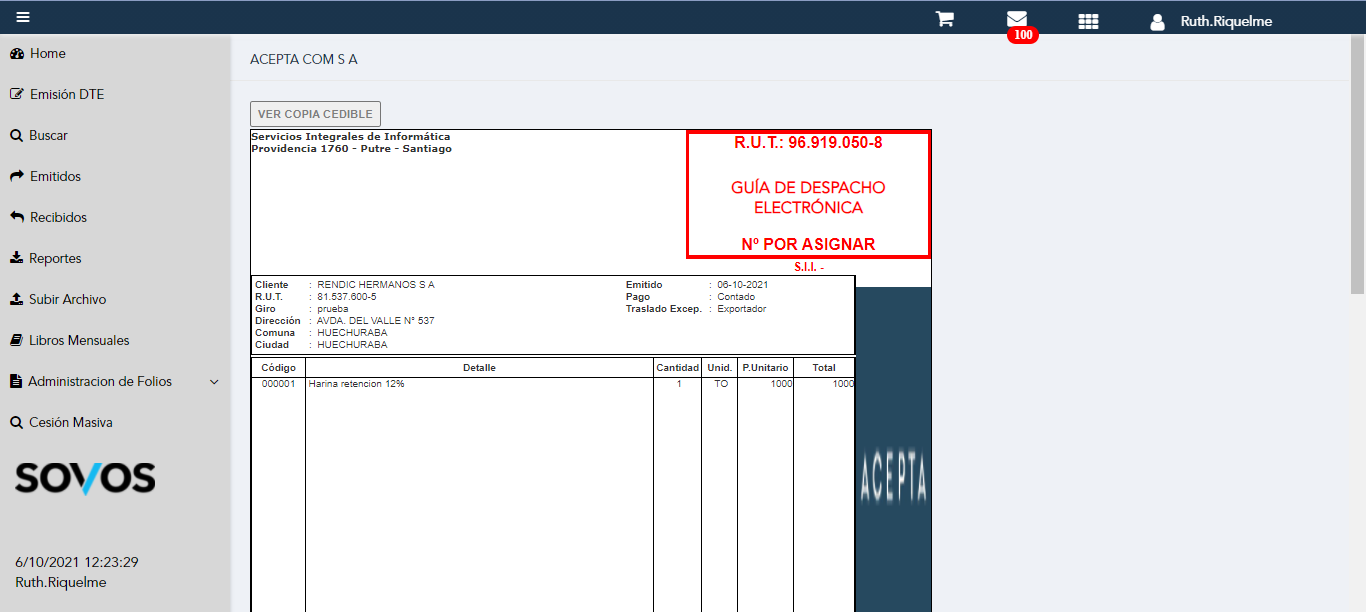 Ruth.Riquelme
100
Home
Emisión DTE
Buscar
Emitidos
Recibidos
Reportes
Subir Archivo
Libros Mensuales
Administracion de Folios
Cesión Masiva
SOVOS
6/10/2021 12:23:29
Ruth.Riquelme
ACEPTA COM S A
VER COPIA CEDIBLE
Servicios Integrales de Informática
Providencia 1760 - Putre - Santiago
R.U.T.: 96.919.050-8
GUÍA DE DESPACHO
ELECTRÓNICA
Nº POR ASIGNAR
S.I.I. -
Cliente : RENDIC HERMANOS S A Emitido : 06-10-2021
R.U.T. : 81.537.600-5 Pago : Contado
Giro : prueba Traslado Excep. : Exportador
Dirección : AVDA. DEL VALLE N° 537
Comuna : HUECHURABA
Ciudad : HUECHURABA
Código Detalle Cantidad Unid. P.Unitario Total
000001 Harina retencion 12% 1 TO 1000 1000
ACEPTA